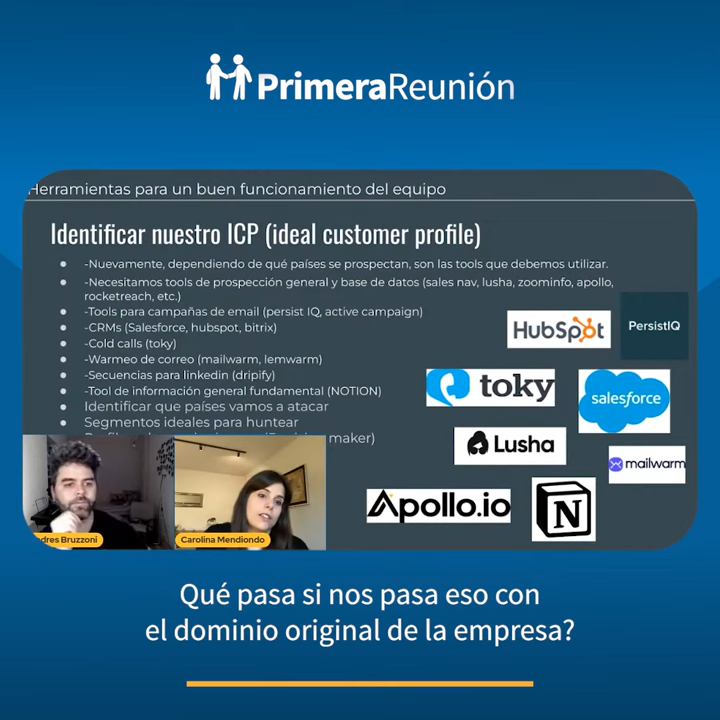 PrimeraReunión
Herramientas para un buen funcionamiento del equipo
Identificar nuestro ICP (ideal customer profile)
-Nuevamente, dependiendo de qué países se prospectan, son las tools que debemos utilizar.
-Necesitamos tools de prospección general y base de datos (sales nav, lusha, zoominfo, apollo,
rocketreach, etc.)
-Tools para campañas de email (persist IQ, active campaign)
-CRMs (Salesforce, hubspot, bitrix)
-Cold calls (toky)
-Warmeo de correo (mailwarm, lemwarm)
-Secuencias para linkedin (dripify)
-Tool de información general fundamental (NOTION)
Identificar que países vamos a atacar
Segmentos ideales para huntear
maker)
HubSpot
PersistIQ
toky
salesforce
Lusha
mailwarm
Apollo.io
N
dres Bruzzoni
Carolina Mendiondo
Qué pasa si nos pasa eso con
el dominio original de la empresa?